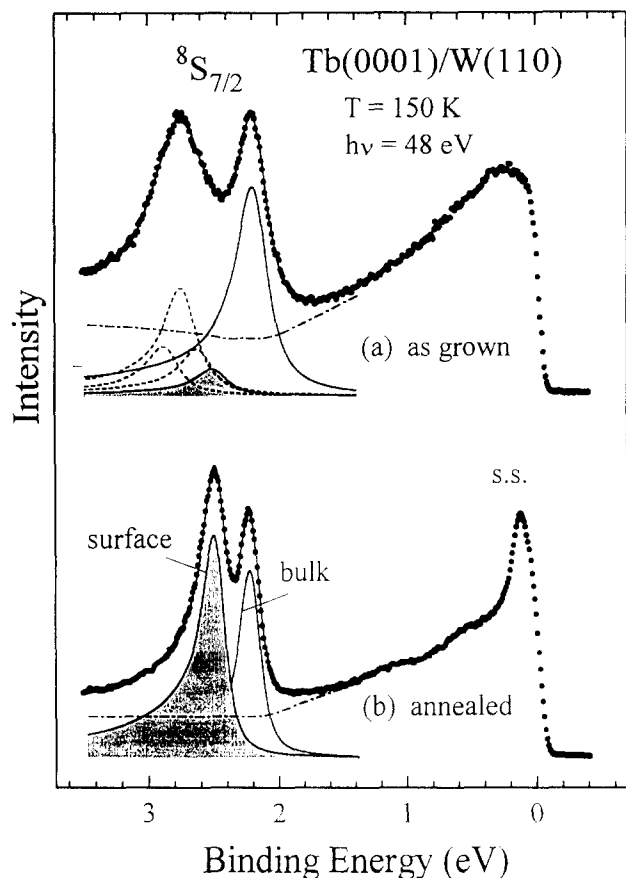 ⁸S₇/₂
Tb(0001)/W(110)
T = 150 K
hν = 48 eV
(a) as grown
Intensity
s.s.
surface
bulk
(b) annealed
3 2 1 0
Binding Energy (eV)